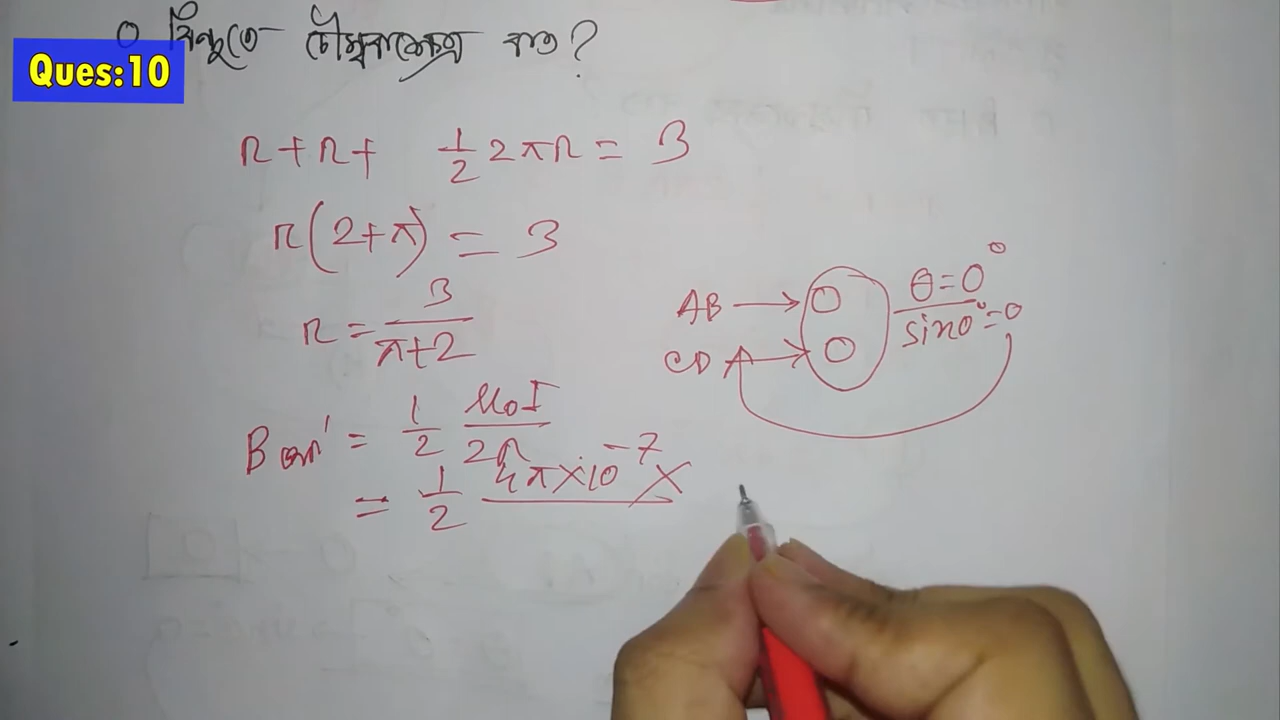 O বিন্দুতে চৌম্বকক্ষেত্র কত?
Ques:10
r + r + 1/2 2πr = 3
r(2+π) = 3
r = 3/(π+2)
AB → 0
CD → 0
θ = 0°
sin0° = 0
B = 1/2 μ₀I/2r
= 1/2 4π×10⁻⁷ ×